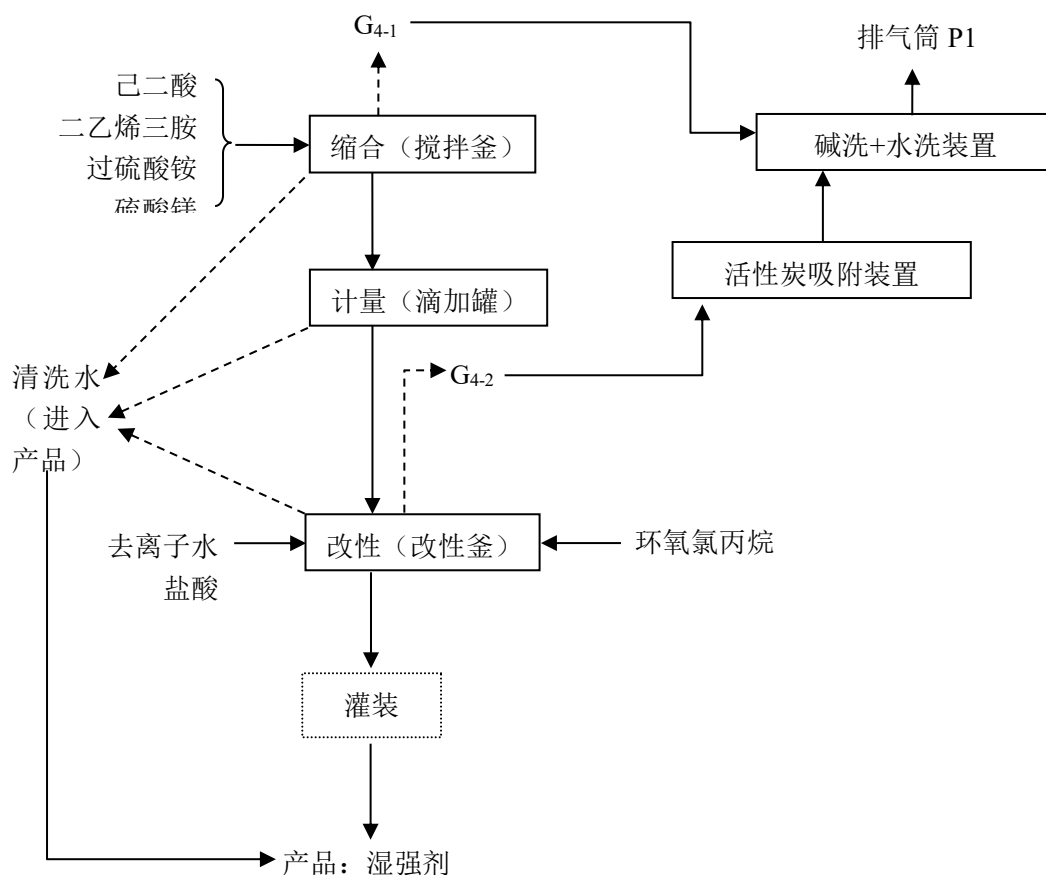 G4-1
排气筒 P1
己二酸
二乙烯三胺
过硫酸铵
硫酸镁
缩合（搅拌釜）
碱洗+水洗装置
活性炭吸附装置
计量（滴加罐）
清洗水
（进入
产品）
G4-2
去离子水
盐酸
改性（改性釜）
环氧氯丙烷
灌装
产品：湿强剂